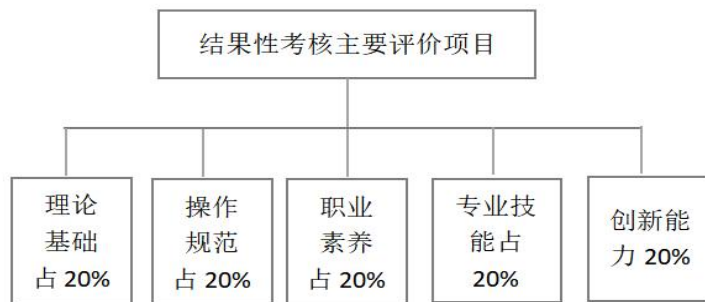 结果性考核主要评价项目
理论
基础
占 20%
操作
规范
占 20%
职业
素养
占 20%
专业技
能占
20%
创新能
力 20%